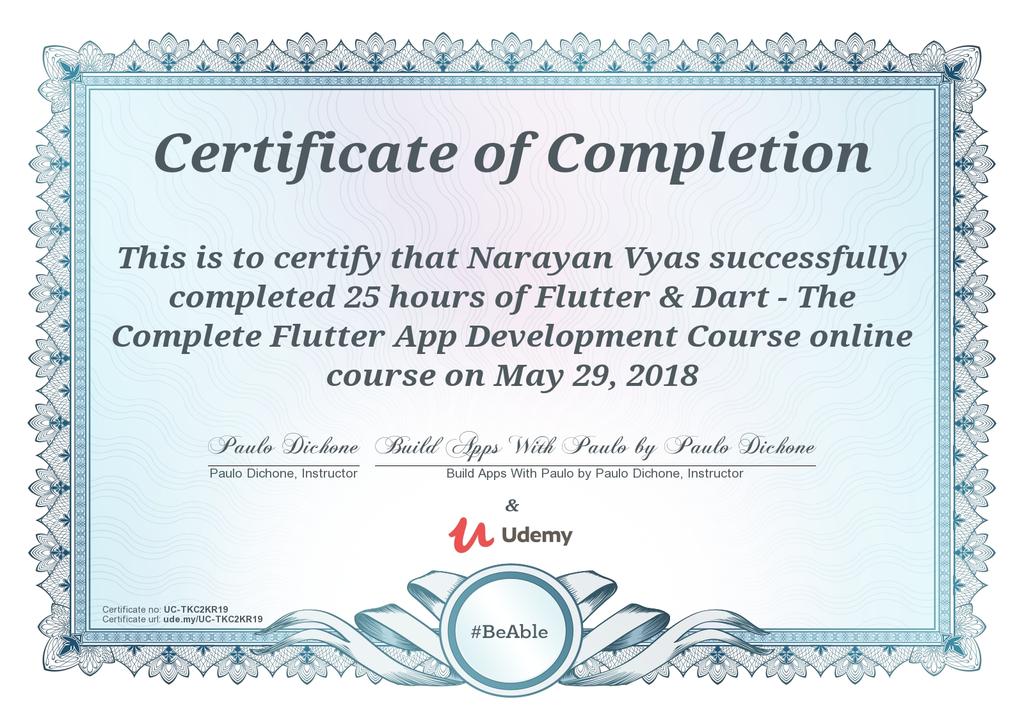 Certificate of Completion
This is to certify that Narayan Vyas successfully
completed 25 hours of Flutter & Dart - The
Complete Flutter App Development Course online
course on May 29, 2018
Paulo Dichone Build Apps With Paulo by Paulo Dichone
Paulo Dichone, Instructor Build Apps With Paulo by Paulo Dichone, Instructor
&
Udemy
Certificate no: UC-TKC2KR19
Certificate url: ude.my/UC-TKC2KR19
#BeAble